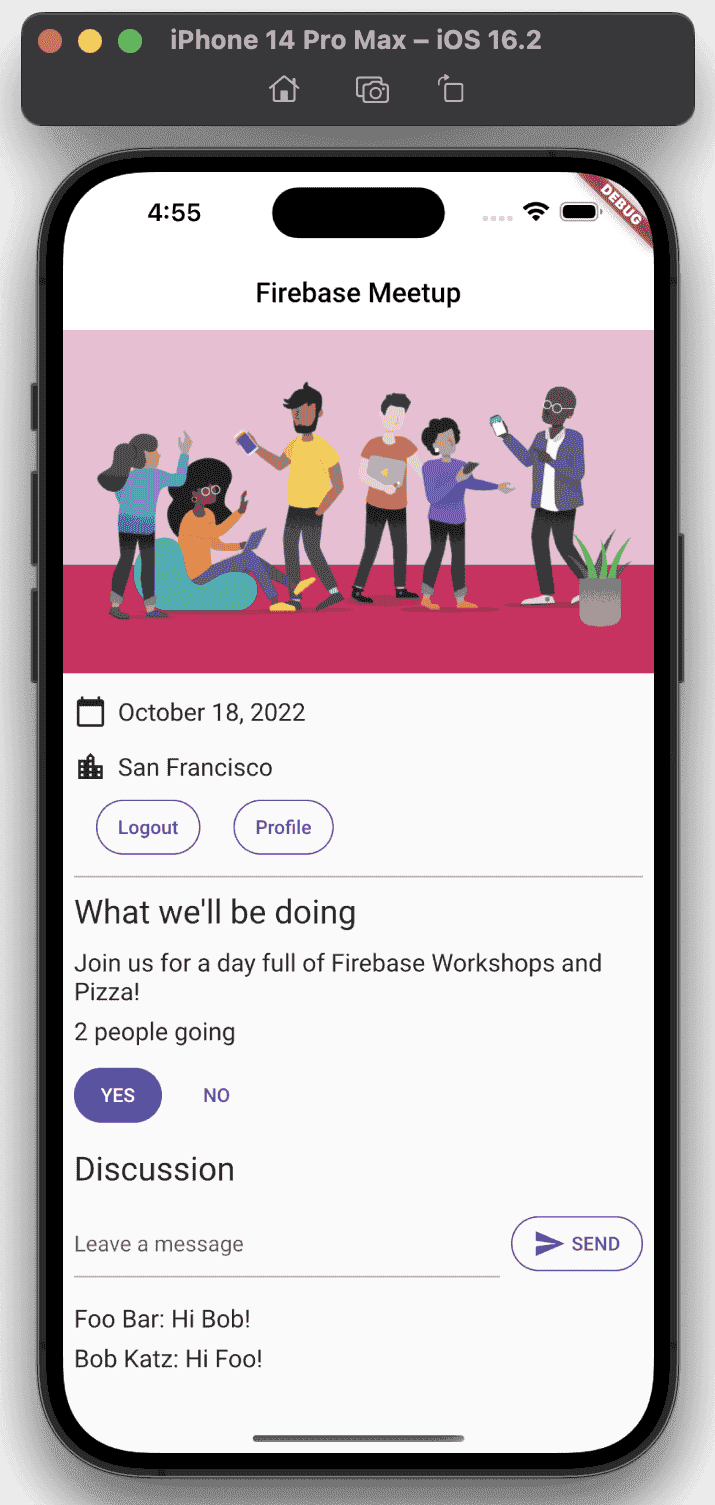 iPhone 14 Pro Max – iOS 16.2
4:55
DEBUG
Firebase Meetup
October 18, 2022
San Francisco
Logout Profile
What we'll be doing
Join us for a day full of Firebase Workshops and
Pizza!
2 people going
YES NO
Discussion
Leave a message SEND
Foo Bar: Hi Bob!
Bob Katz: Hi Foo!